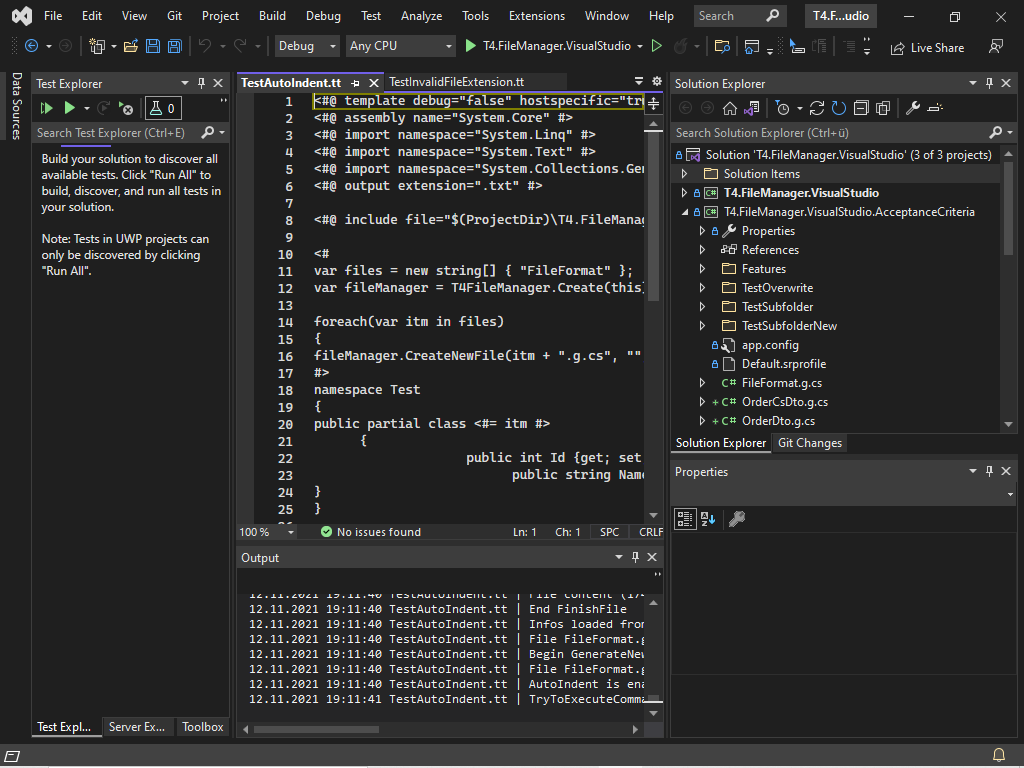 File Edit View Git Project Build Debug Test Analyze Tools Extensions Window Help Search T4.F...udio
Debug Any CPU T4.FileManager.VisualStudio Live Share
Data Sources
Test Explorer
0
Search Test Explorer (Ctrl+E)
Build your solution to discover all
available tests. Click "Run All" to
build, discover, and run all tests in
your solution.
Note: Tests in UWP projects can
only be discovered by clicking
"Run All".
Test Expl... Server Ex... Toolbox
TestAutoIndent.tt TestInvalidFileExtension.tt
1 <#@ template debug="false" hostspecific="tr
2 <#@ assembly name="System.Core" #>
3 <#@ import namespace="System.Linq" #>
4 <#@ import namespace="System.Text" #>
5 <#@ import namespace="System.Collections.Gen
6 <#@ output extension=".txt" #>
7
8 <#@ include file="$(ProjectDir)\T4.FileManag
9
10 <#
11 var files = new string[] { "FileFormat" };
12 var fileManager = T4FileManager.Create(this)
13
14 foreach(var itm in files)
15 {
16 fileManager.CreateNewFile(itm + ".g.cs", ""
17 #>
18 namespace Test
19 {
20 public partial class <#= itm #>
21 {
22 public int Id {get; set
23 public string Name
24 }
25 }
100 % No issues found Ln: 1 Ch: 1 SPC CRLF
Output
12.11.2021 19:11:40 TestAutoIndent.tt | File content (174
12.11.2021 19:11:40 TestAutoIndent.tt | End FinishFile
12.11.2021 19:11:40 TestAutoIndent.tt | Infos loaded from
12.11.2021 19:11:40 TestAutoIndent.tt | File FileFormat.g
12.11.2021 19:11:40 TestAutoIndent.tt | Begin GenerateNew
12.11.2021 19:11:40 TestAutoIndent.tt | File FileFormat.g
12.11.2021 19:11:40 TestAutoIndent.tt | AutoIndent is ena
12.11.2021 19:11:41 TestAutoIndent.tt | TryToExecuteComma
Solution Explorer
Search Solution Explorer (Ctrl+ü)
Solution 'T4.FileManager.VisualStudio' (3 of 3 projects)
Solution Items
C# T4.FileManager.VisualStudio
C# T4.FileManager.VisualStudio.AcceptanceCriteria
Properties
References
Features
TestOverwrite
TestSubfolder
TestSubfolderNew
app.config
Default.srprofile
C# FileFormat.g.cs
+ C# OrderCsDto.g.cs
+ C# OrderDto.g.cs
Solution Explorer Git Changes
Properties